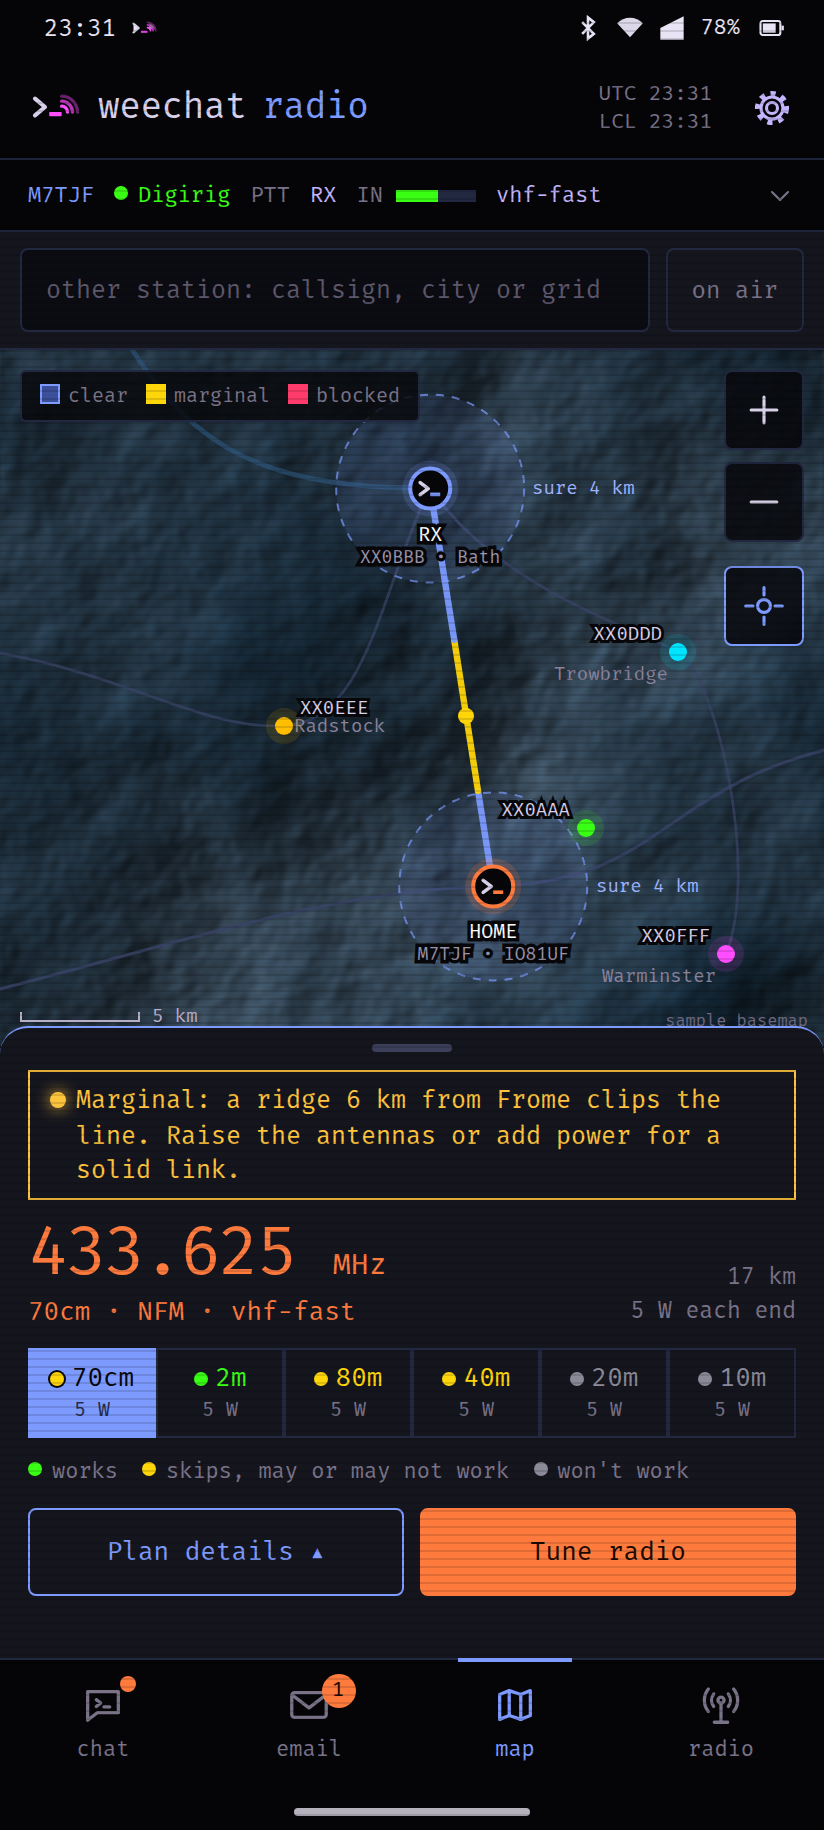 23:31
78%
weechat radio
UTC 23:31
LCL 23:31
M7TJF Digirig PTT RX IN vhf-fast
other station: callsign, city or grid
on air
clear marginal blocked
sure 4 km
RX
XX0BBB Bath
XX0DDD
Trowbridge
XX0EEE
Radstock
XX0AAA
sure 4 km
HOME
M7TJF IO81UF
XX0FFF
Warminster
5 km
sample basemap
Marginal: a ridge 6 km from Frome clips the
line. Raise the antennas or add power for a
solid link.
433.625 MHz
17 km
70cm · NFM · vhf-fast
5 W each end
70cm 2m 80m 40m 20m 10m
5 W 5 W 5 W 5 W 5 W 5 W
works skips, may or may not work won't work
Plan details ▲
Tune radio
1
chat email map radio